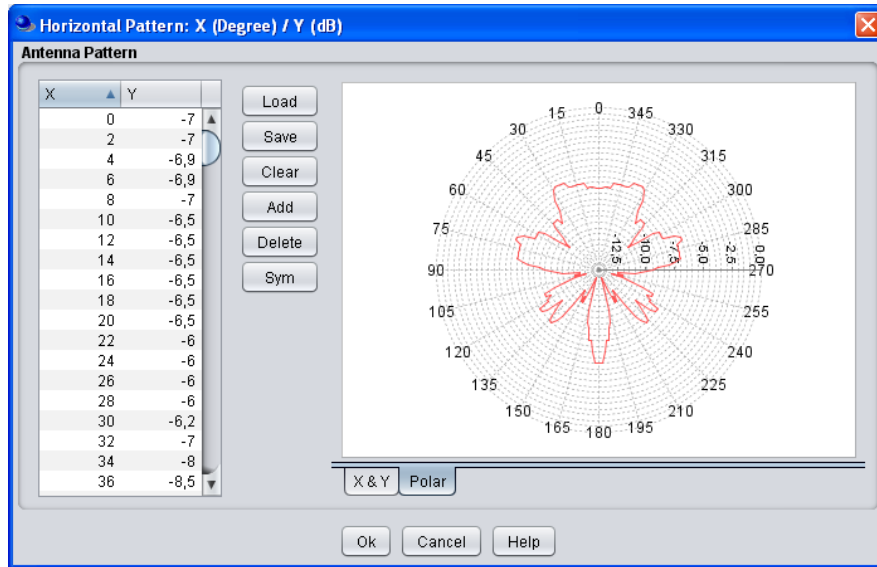 Horizontal Pattern: X (Degree) / Y (dB)
Antenna Pattern
X Y
0 -7
2 -7
4 -6,9
6 -6,9
8 -7
10 -6,5
12 -6,5
14 -6,5
16 -6,5
18 -6,5
20 -6,5
22 -6
24 -6
26 -6
28 -6
30 -6,2
32 -7
34 -8
36 -8,5
Load
Save
Clear
Add
Delete
Sym
0
15 345
30 330
45 315
60 300
75 285
-12.5 -10.0 -7.5 -5.0 -2.5 0.0
90 270
105 255
120 240
135 225
150 210
165 180 195
X & Y Polar
Ok Cancel Help